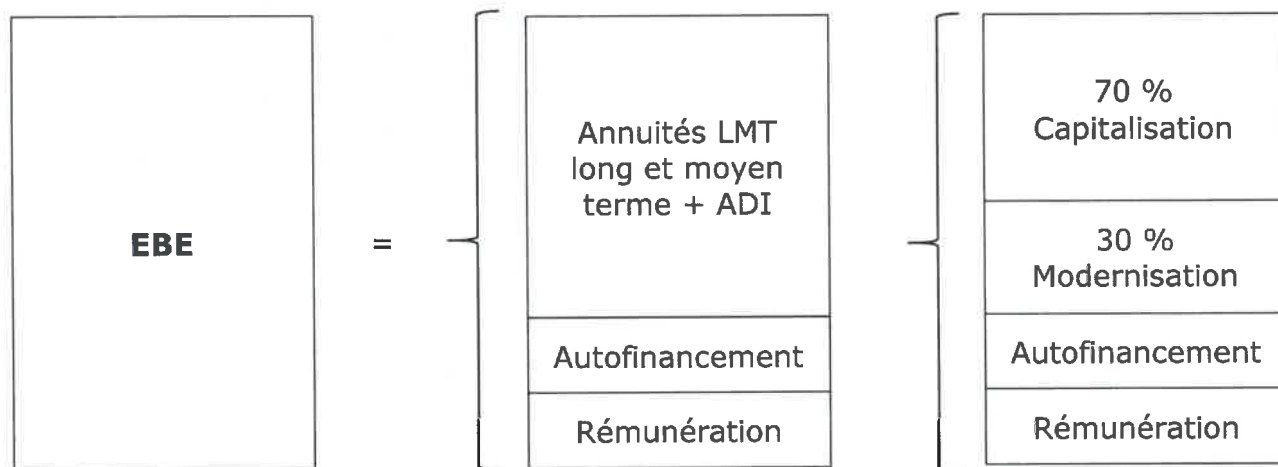 EBE
=
Annuités LMT
long et moyen
terme + ADI
Autofinancement
Rémunération
70 %
Capitalisation
30 %
Modernisation
Autofinancement
Rémunération